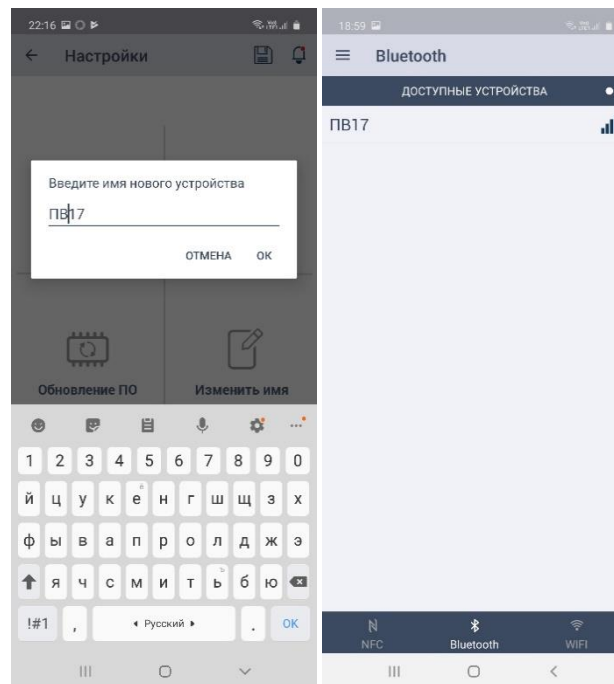 22:16
Настройки
Введите имя нового устройства
ПВ17
ОТМЕНА ОК
Обновление ПО Изменить имя
1 2 3 4 5 6 7 8 9 0
й ц у к е н г ш щ з х
ё
ф ы в а п р о л д ж э
я ч с м и т ь б ю
ъ
!#1 , Русский . ОК
18:59
Bluetooth
ДОСТУПНЫЕ УСТРОЙСТВА
ПВ17
NFC Bluetooth WIFI